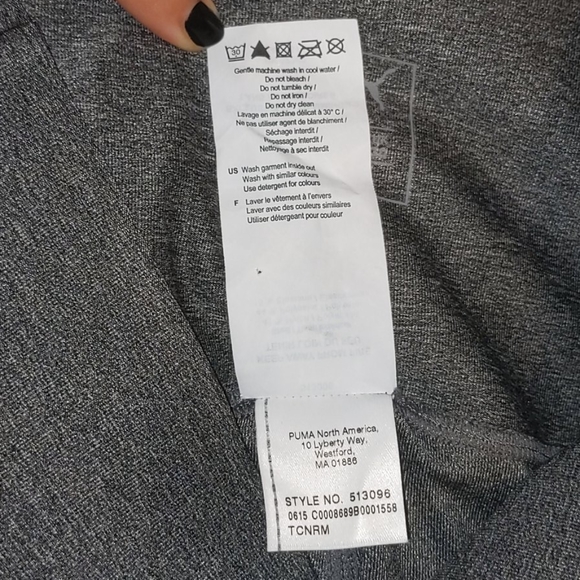 30
Gentle machine wash in cool water /
Do not bleach /
Do not tumble dry /
Do not iron /
Do not dry clean
Lavage en machine délicat à 30° C /
Ne pas utiliser agent de blanchiment /
Séchage interdit /
Repassage interdit /
Nettoyage à sec interdit
US Wash garment inside out
Wash with similar colours
Use detergent for colours
F Laver le vêtement à l'envers
Laver avec des couleurs similaires
Utiliser détergent pour couleur
PUMA North America,
10 Lyberty Way,
Westford,
MA 01886
STYLE NO. 513096
0615 C0008689B0001558
TCNRM